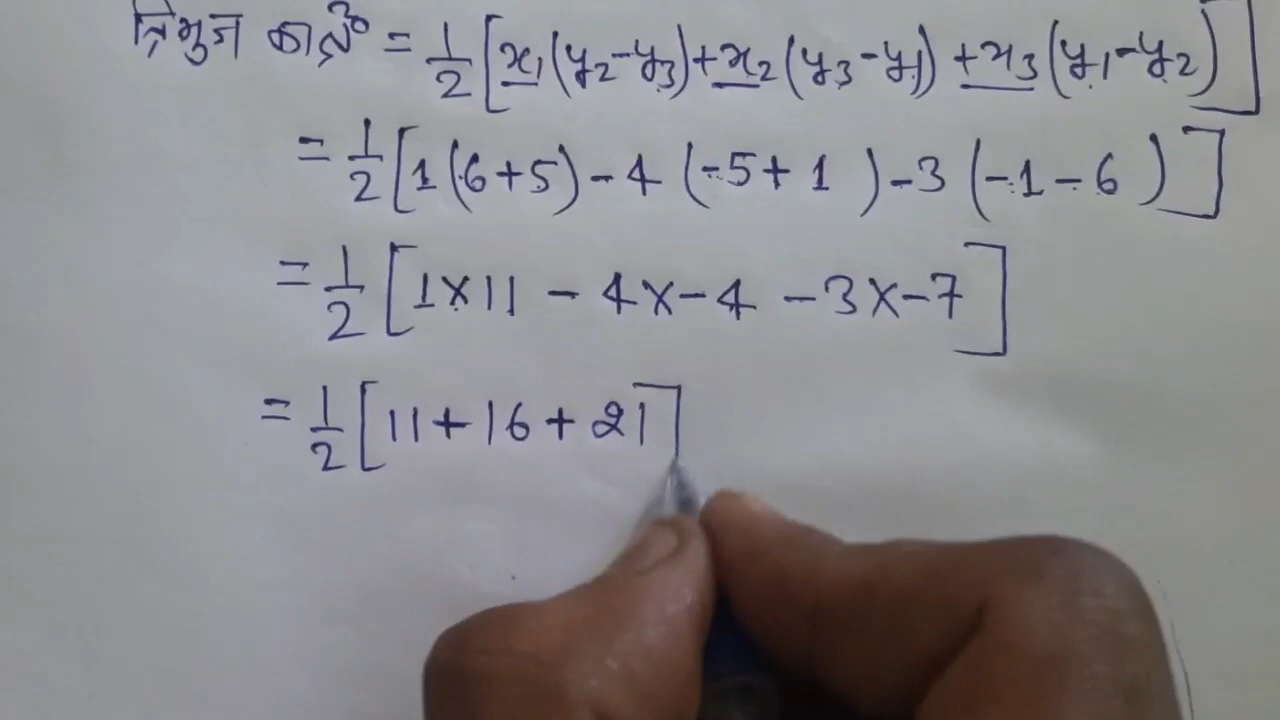 त्रिभुज का क्षे० = 1/2 [x₁(y₂-y₃)+x₂(y₃-y₁)+x₃(y₁-y₂)]
= 1/2 [1(6+5)-4(-5+1)-3(-1-6)]
= 1/2 [1×11-4×-4-3×-7]
= 1/2 [11+16+21]